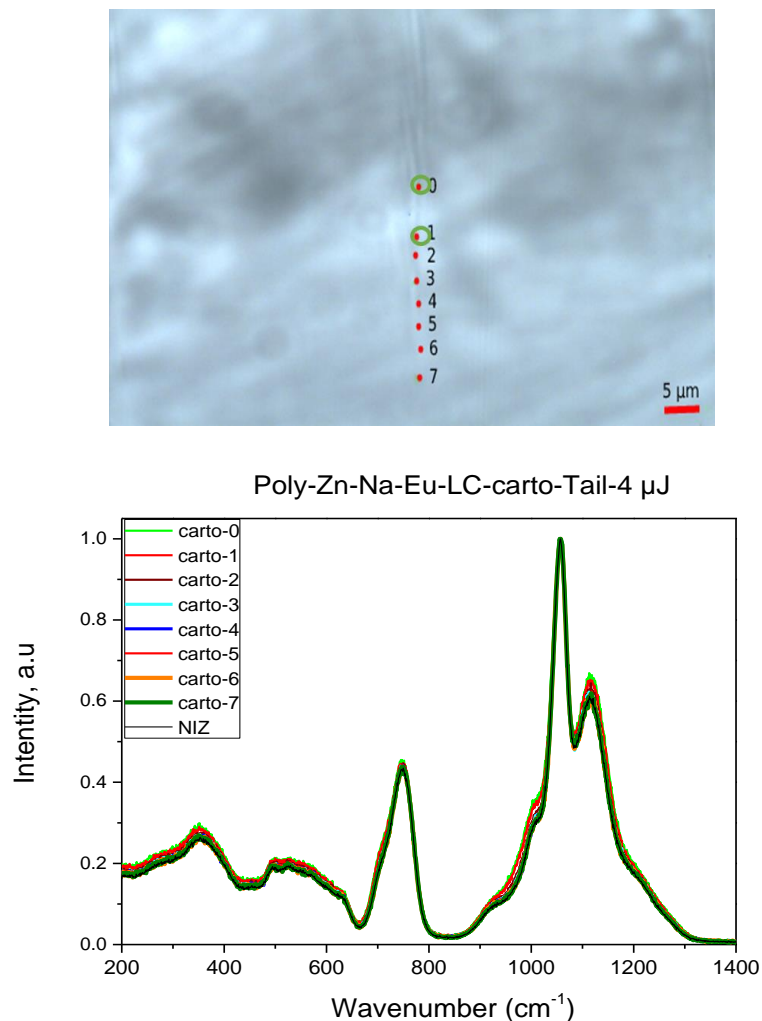 0
1
2
3
4
5
6
7
5 µm
Poly-Zn-Na-Eu-LC-carto-Tail-4 µJ
carto-0
carto-1
carto-2
carto-3
carto-4
carto-5
carto-6
carto-7
NIZ
1.0
0.8
0.6
0.4
0.2
0.0
Intentity, a.u
200 400 600 800 1000 1200 1400
Wavenumber (cm⁻¹)